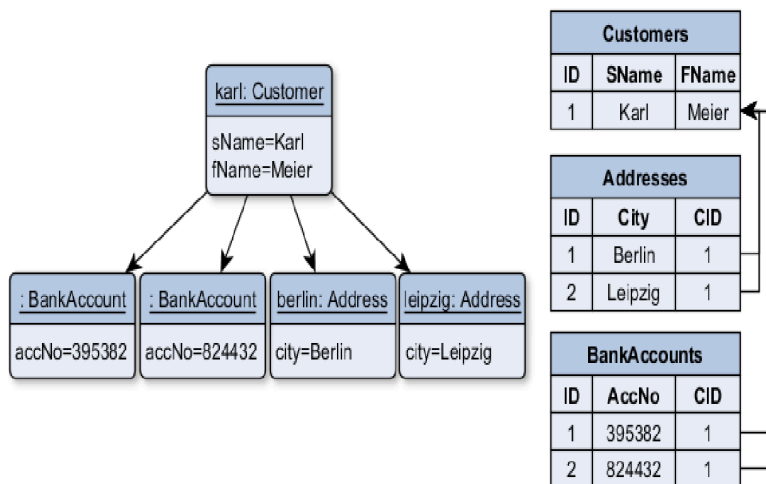 karl: Customer
sName=Karl
fName=Meier
: BankAccount
accNo=395382
: BankAccount
accNo=824432
berlin: Address
city=Berlin
leipzig: Address
city=Leipzig
Customers
ID SName FName
1 Karl Meier
Addresses
ID City CID
1 Berlin 1
2 Leipzig 1
BankAccounts
ID AccNo CID
1 395382 1
2 824432 1